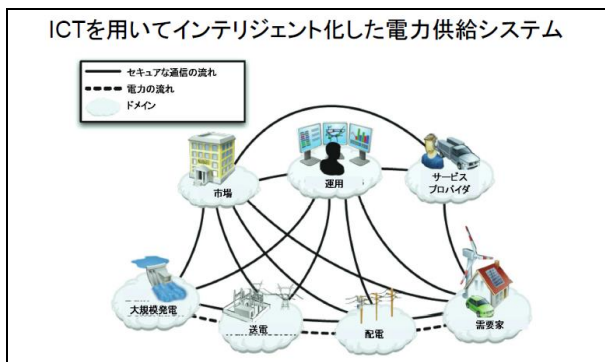 ICTを用いてインテリジェント化した電力供給システム
セキュアな通信の流れ
電力の流れ
ドメイン
市場
運用
サービス
プロバイダ
大規模発電
送電
配電
需要家